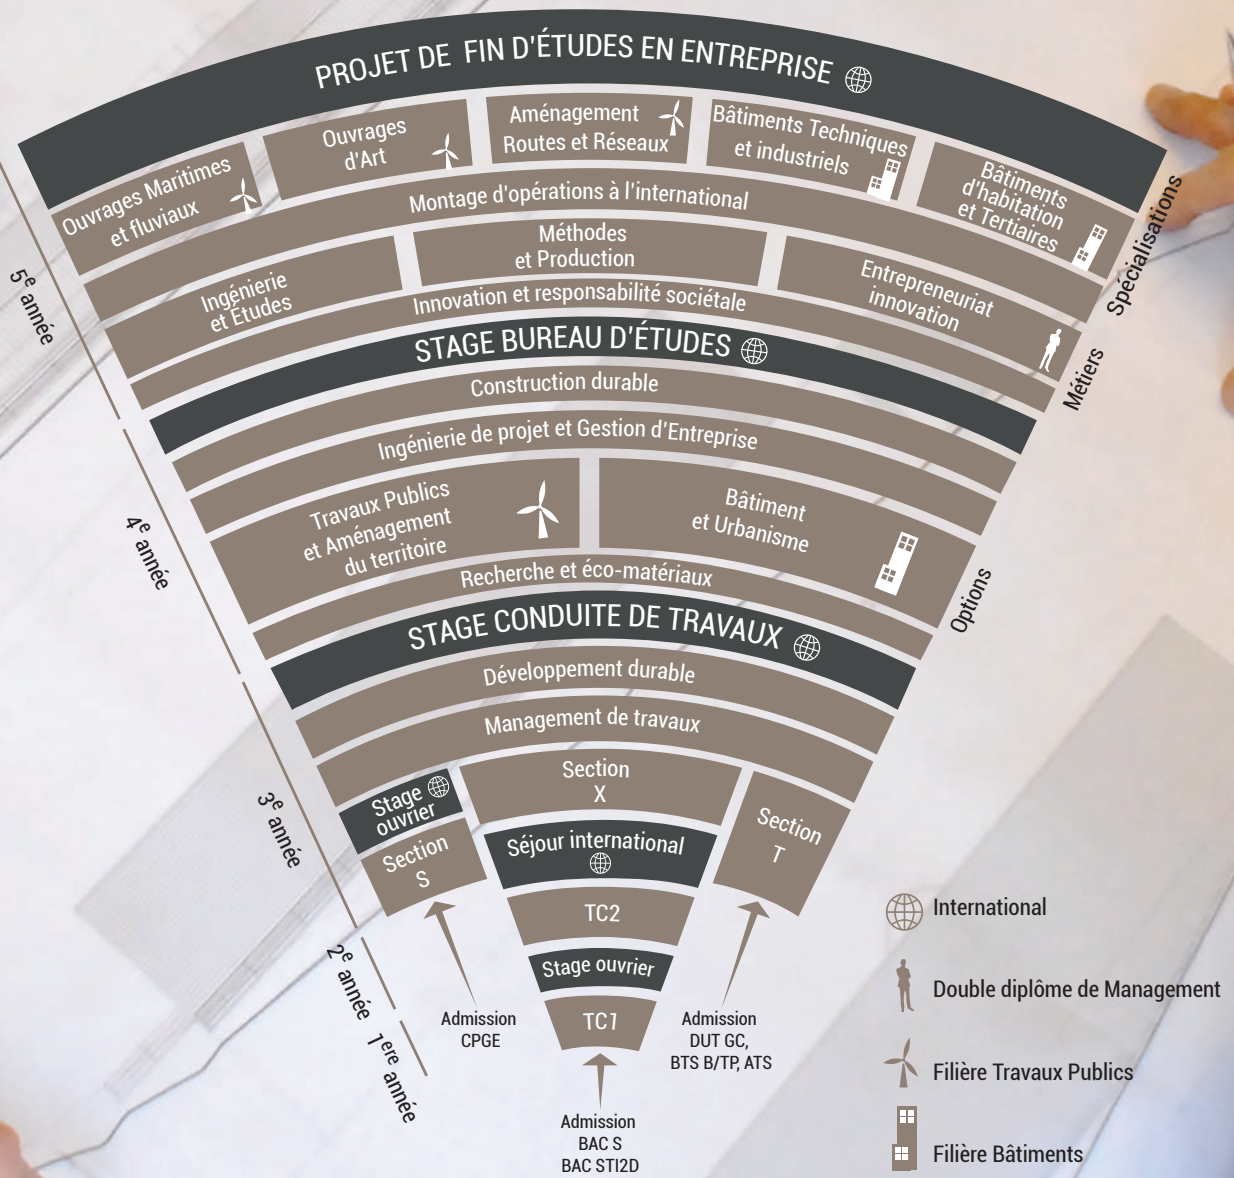 PROJET DE FIN D'ÉTUDES EN ENTREPRISE
Ouvrages Maritimes
et fluviaux
Ouvrages
d'Art
Aménagement
Routes et Réseaux
Bâtiments Techniques
et industriels
Bâtiments
d'habitation
et Tertiaires
Spécialisations
Montage d'opérations à l'international
Ingénierie
et Etudes
Méthodes
et Production
Entrepreneuriat
innovation
Métiers
Innovation et responsabilité sociétale
5e année
STAGE BUREAU D'ÉTUDES
Construction durable
Ingénierie de projet et Gestion d'Entreprise
Travaux Publics
et Aménagement
du territoire
Bâtiment
et Urbanisme
Options
Recherche et éco-matériaux
4e année
STAGE CONDUITE DE TRAVAUX
Développement durable
Management de travaux
Stage
ouvrier
Section
S
Section
X
Section
T
3e année
Séjour international
TC2
2e année
Stage ouvrier
TC1
1ere année
Admission
CPGE
Admission
DUT GC,
BTS B/TP, ATS
Admission
BAC S
BAC STI2D
International
Double diplôme de Management
Filière Travaux Publics
Filière Bâtiments